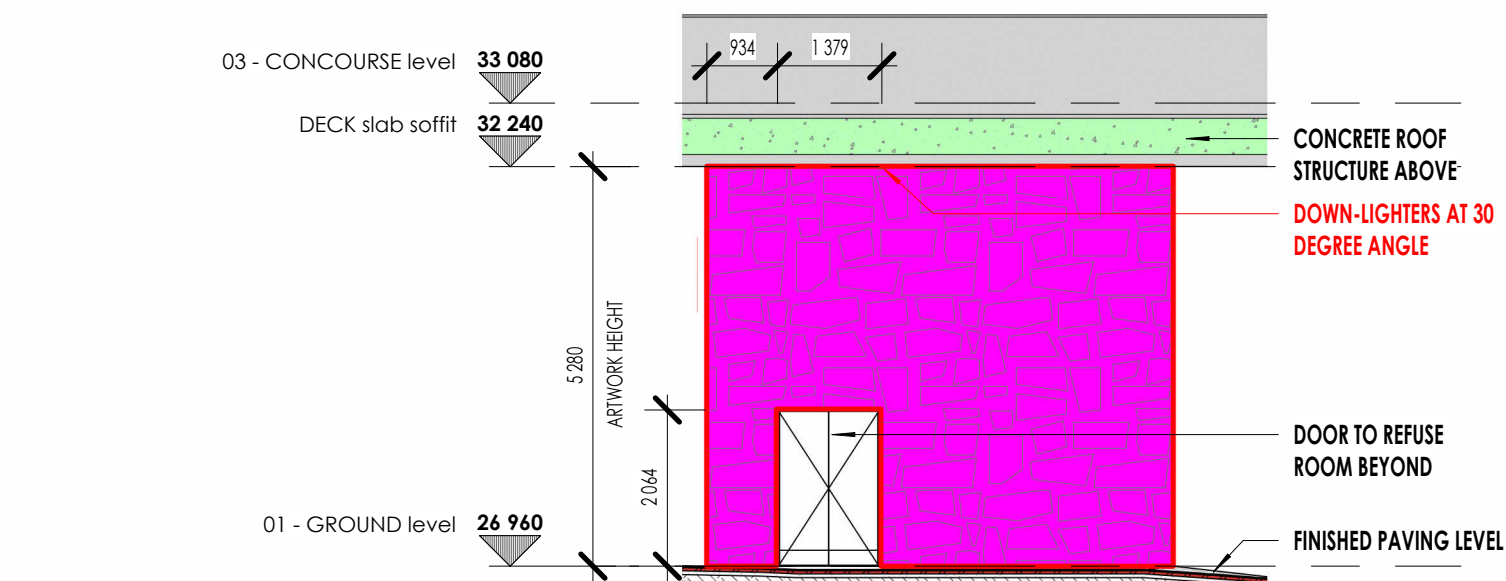 934
1 379
03 - CONCOURSE level 33 080
DECK slab soffit 32 240
CONCRETE ROOF
STRUCTURE ABOVE
DOWN-LIGHTERS AT 30
DEGREE ANGLE
5 280
ARTWORK HEIGHT
2 064
DOOR TO REFUSE
ROOM BEYOND
01 - GROUND level 26 960
FINISHED PAVING LEVEL